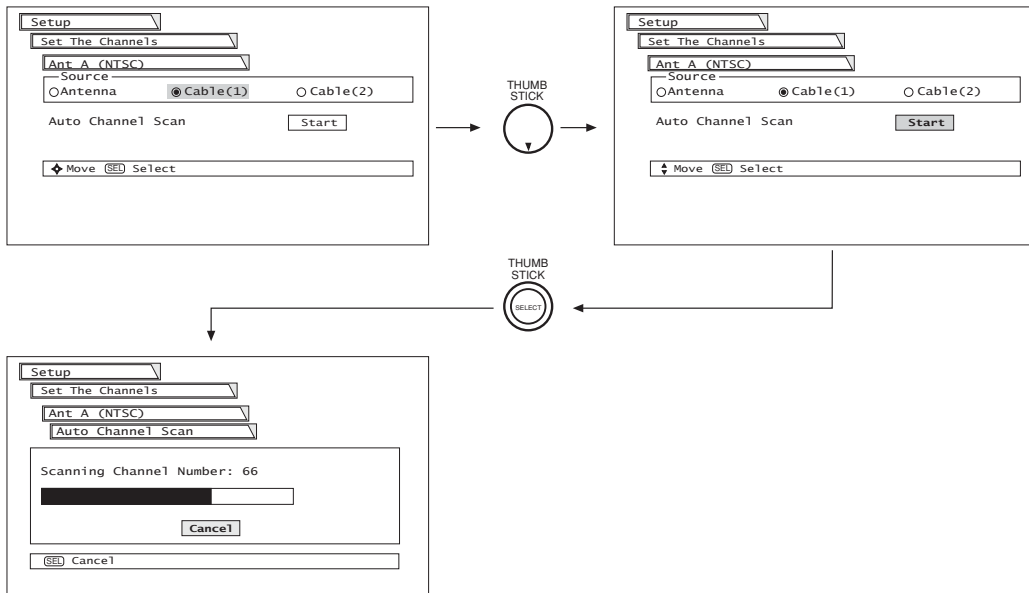 Setup
Set The Channels
Ant A (NTSC)
Source
Antenna Cable(1) Cable(2)
Auto Channel Scan Start
Move SEL Select
THUMB
STICK
Setup
Set The Channels
Ant A (NTSC)
Source
Antenna Cable(1) Cable(2)
Auto Channel Scan Start
Move SEL Select
THUMB
STICK
SELECT
Setup
Set The Channels
Ant A (NTSC)
Auto Channel Scan
Scanning Channel Number: 66
Cancel
SEL Cancel